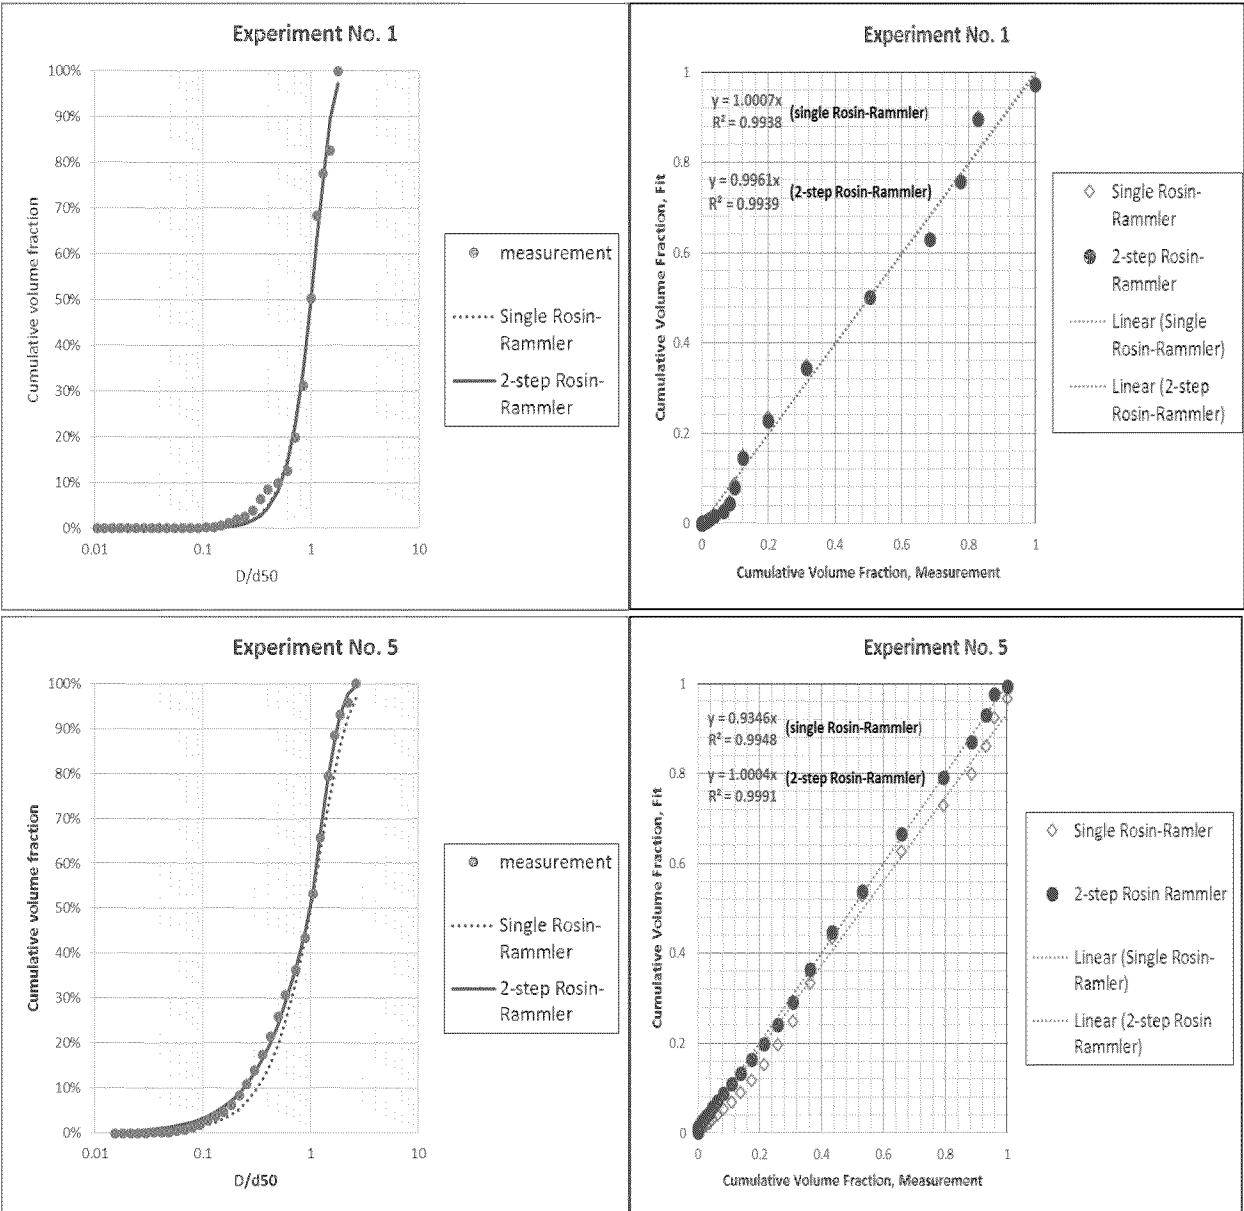 Experiment No. 1
100%
90%
80%
70%
60%
50%
40%
30%
20%
10%
0%
0.01
0.1
1
10
Cumulative volume fraction
D/d50
measurement
Single Rosin-
Rammler
2-step Rosin-
Rammler
Experiment No. 1
1
0.8
0.6
0.4
0.2
0
0
0.2
0.4
0.6
0.8
1
y = 1.0007x
R² = 0.9938
(single Rosin-Rammler)
y = 0.9961x
R² = 0.9939
(2-step Rosin-Rammler)
Cumulative Volume Fraction, Fit
Cumulative Volume Fraction, Measurement
Single Rosin-
Rammler
2-step Rosin-
Rammler
Linear (Single
Rosin-Rammler)
Linear (2-step
Rosin-Rammler)
Experiment No. 5
100%
90%
80%
70%
60%
50%
40%
30%
20%
10%
0%
0.01
0.1
1
10
Cumulative volume fraction
D/d50
measurement
Single Rosin-
Rammler
2-step Rosin-
Rammler
Experiment No. 5
1
0.8
0.6
0.4
0.2
0
0
0.2
0.4
0.6
0.8
1
y = 0.9346x
R² = 0.9948
(single Rosin-Rammler)
y = 1.0004x
R² = 0.9991
(2-step Rosin-Rammler)
Cumulative Volume Fraction, Fit
Cumulative Volume Fraction, Measurement
Single Rosin-Ramler
2-step Rosin Rammler
Linear (Single Rosin-
Ramler)
Linear (2-step Rosin
Rammler)